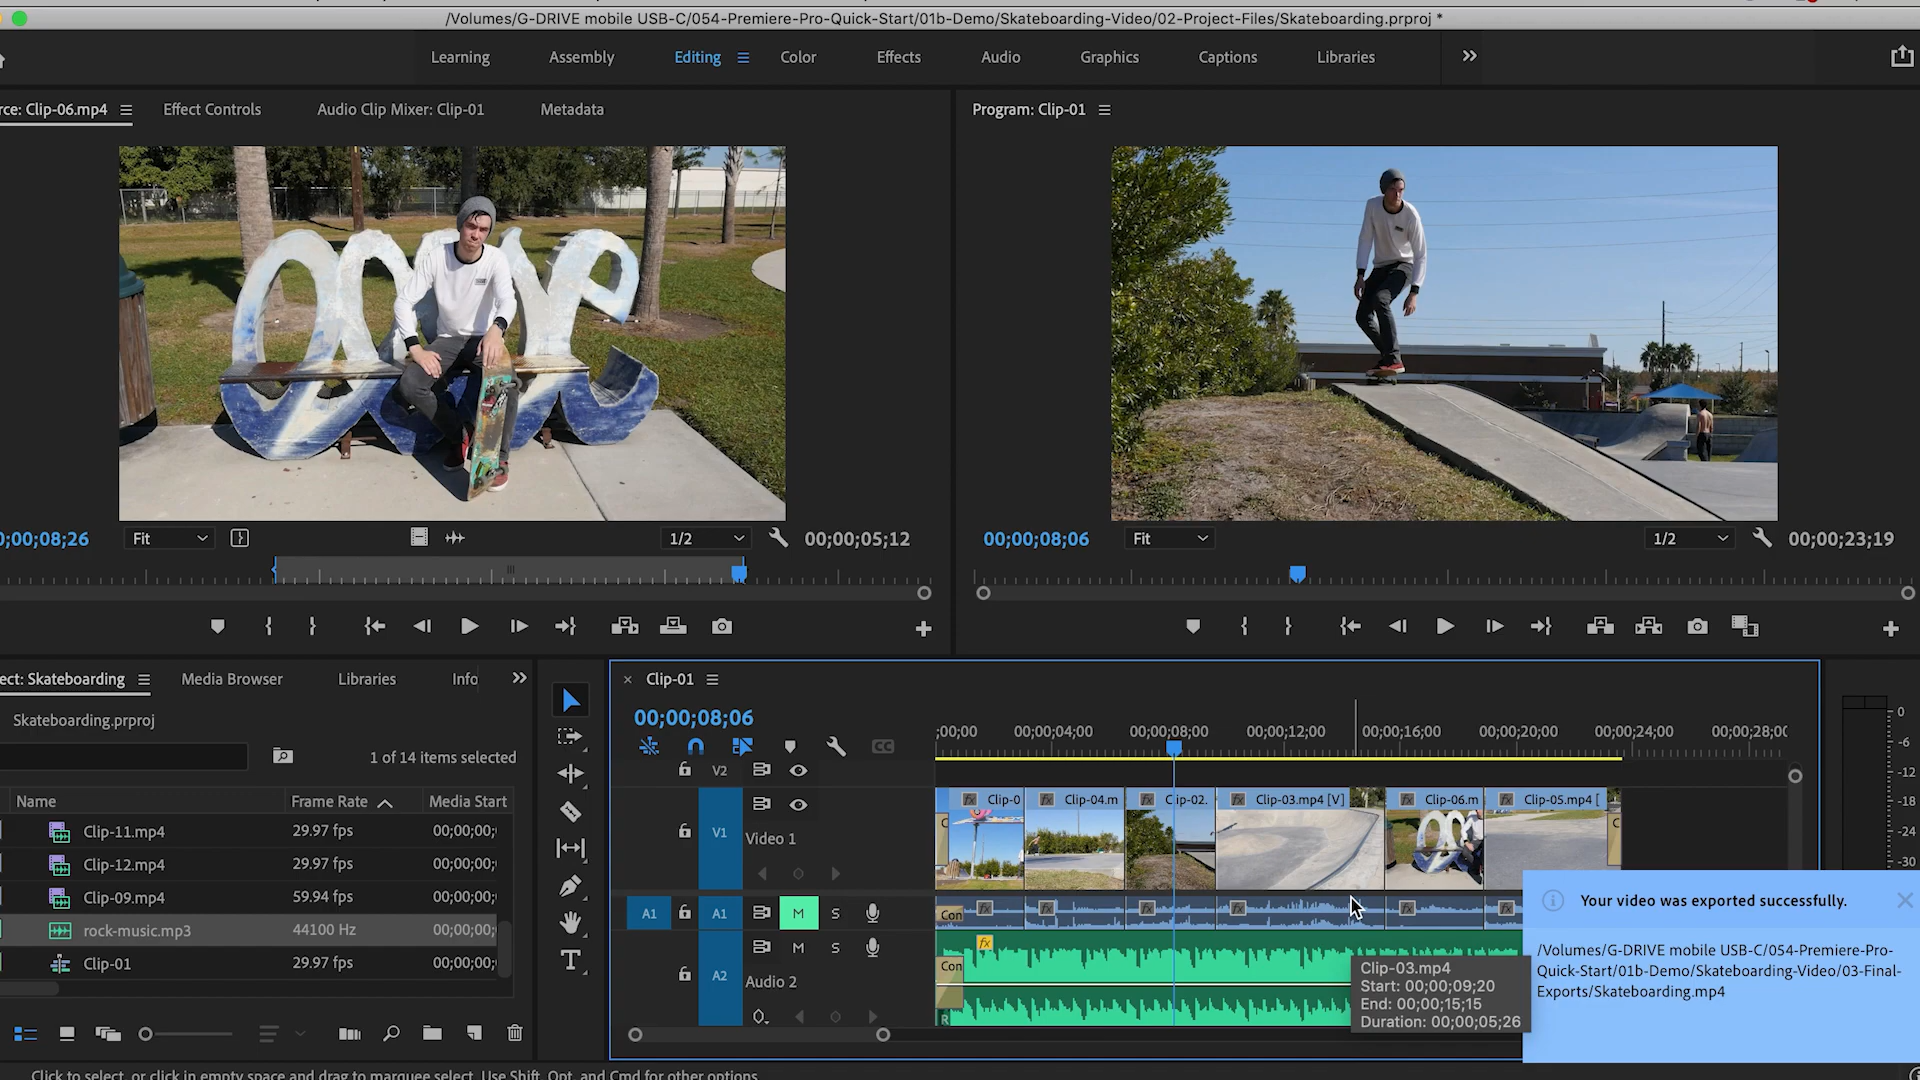 /Volumes/G-DRIVE mobile USB-C/054-Premiere-Pro-Quick-Start/01b-Demo/Skateboarding-Video/02-Project-Files/Skateboarding.prproj *
Learning Assembly Editing Color Effects Audio Graphics Captions Libraries
rce: Clip-06.mp4 Effect Controls Audio Clip Mixer: Clip-01 Metadata
Program: Clip-01
0;00;08;26 Fit 1/2 00;00;05;12
00;00;08;06 Fit 1/2 00;00;23;19
ect: Skateboarding Media Browser Libraries Info
Skateboarding.prproj
1 of 14 items selected
Name Frame Rate Media Start
Clip-11.mp4 29.97 fps 00;00;00;
Clip-12.mp4 29.97 fps 00;00;00;
Clip-09.mp4 59.94 fps 00;00;00;
rock-music.mp3 44100 Hz 00;00;00;
Clip-01 29.97 fps 00;00;00;
× Clip-01
00;00;08;06
;00;00 00;00;04;00 00;00;08;00 00;00;12;00 00;00;16;00 00;00;20;00 00;00;24;00 00;00;28;00
CC
V2
V1 Video 1
fx Clip-0 fx Clip-04.m fx Clip-02. fx Clip-03.mp4 [V] fx Clip-06.m fx Clip-05.mp4 [
C C
A1 A1 M S
Con fx fx fx fx fx fx
A2 M S
Audio 2
fx
Con
R
Clip-03.mp4
Start: 00;00;09;20
End: 00;00;15;15
Duration: 00;00;05;26
Your video was exported successfully.
/Volumes/G-DRIVE mobile USB-C/054-Premiere-Pro-
Quick-Start/01b-Demo/Skateboarding-Video/03-Final-
Exports/Skateboarding.mp4
0
-6
-12
-18
-24
-30
Click to select, or click in empty space and drag to marquee select. Use Shift, Opt, and Cmd for other options.